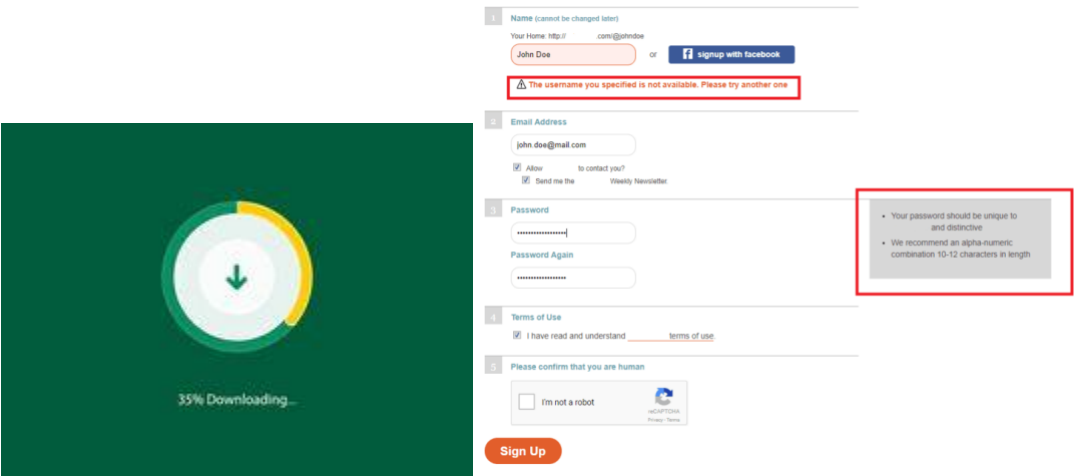 35% Downloading...
1
Name (cannot be changed later)
Your Home: http:// .com/@johndoe
John Doe
or
f signup with facebook
The username you specified is not available. Please try another one
2
Email Address
john.doe@mail.com
Allow to contact you?
Send me the Weekly Newsletter.
3
Password
Your password should be unique to
and distinctive
We recommend an alpha-numeric
combination 10-12 characters in length
Password Again
4
Terms of Use
I have read and understand terms of use.
5
Please confirm that you are human
I'm not a robot
reCAPTCHA
Privacy - Terms
Sign Up